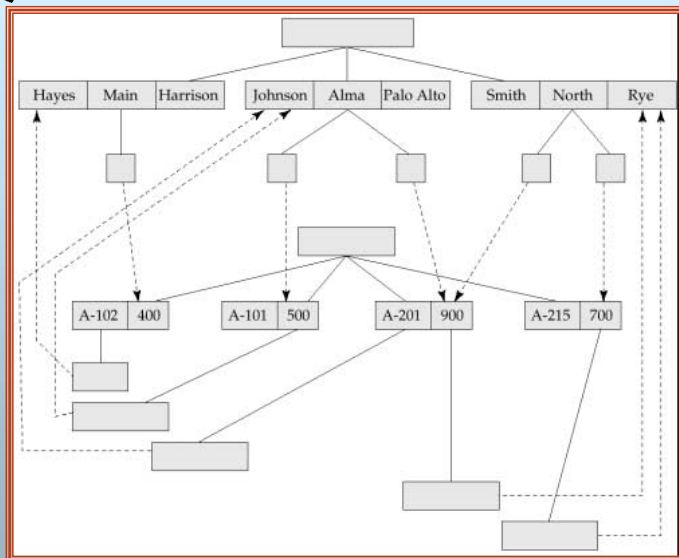 Hayes Main Harrison Johnson Alma Palo Alto Smith North Rye
A-102 400 A-101 500 A-201 900 A-215 700